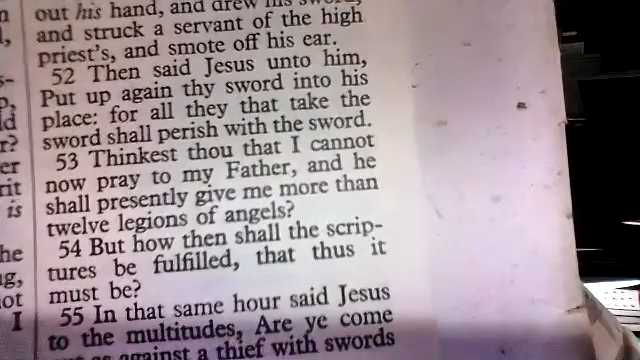 out his hand, and drew his sword,
and struck a servant of the high
priest's, and smote off his ear.
52 Then said Jesus unto him,
Put up again thy sword into his
place: for all they that take the
sword shall perish with the sword.
53 Thinkest thou that I cannot
now pray to my Father, and he
shall presently give me more than
twelve legions of angels?
54 But how then shall the scrip-
tures be fulfilled, that thus it
must be?
55 In that same hour said Jesus
to the multitudes, Are ye come
against a thief with swords